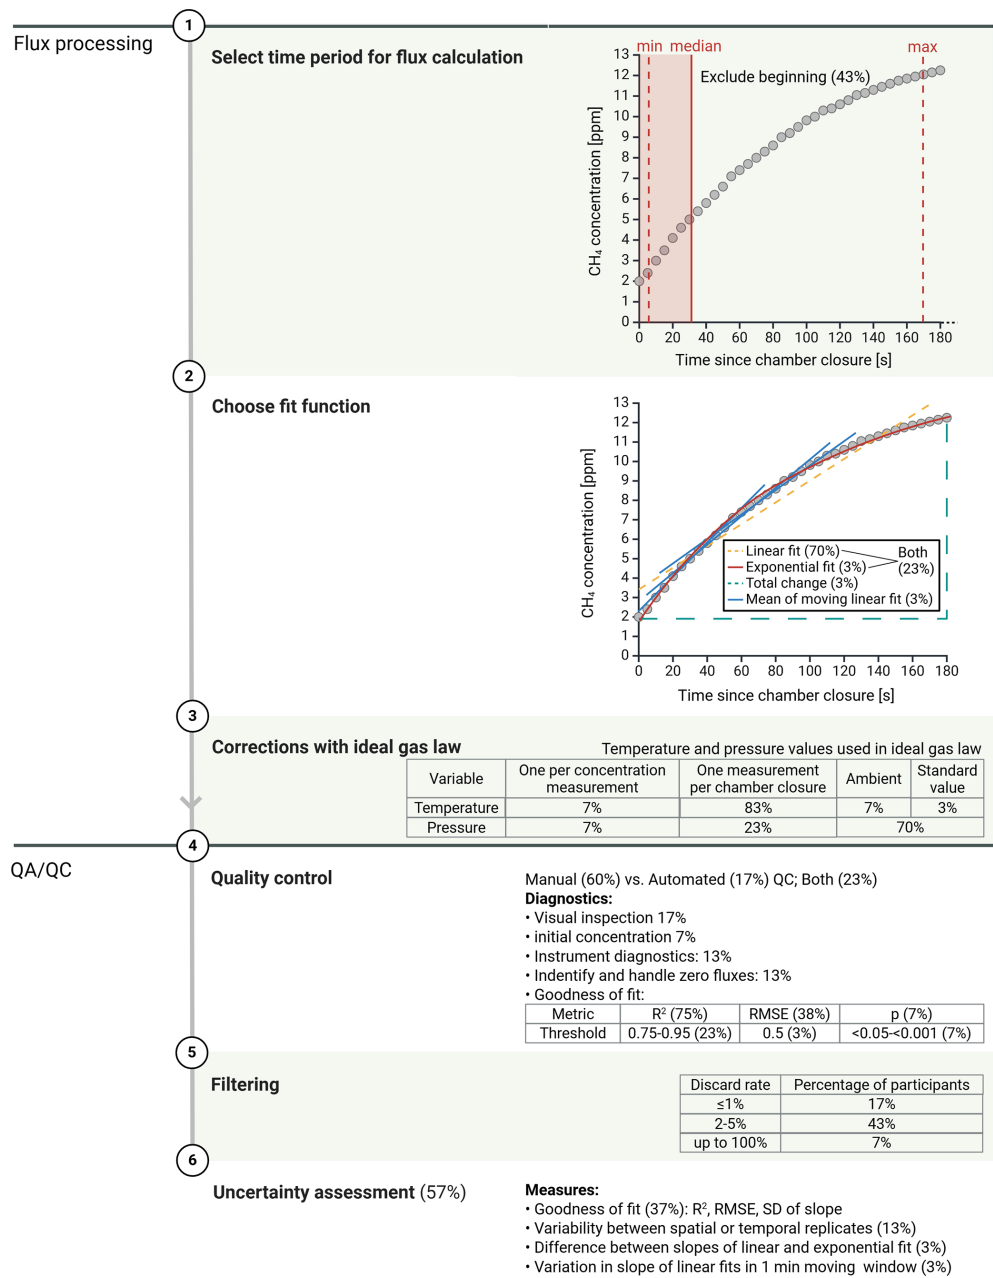 1
Flux processing
Select time period for flux calculation
min median max
Exclude beginning (43%)
13
12
11
10
9
8
7
6
5
4
3
2
1
0
CH₄ concentration [ppm]
0 20 40 60 80 100 120 140 160 180
Time since chamber closure [s]
2
Choose fit function
13
12
11
10
9
8
7
6
5
4
3
2
1
0
CH₄ concentration [ppm]
Linear fit (70%)
Exponential fit (3%)
Both
(23%)
Total change (3%)
Mean of moving linear fit (3%)
0 20 40 60 80 100 120 140 160 180
Time since chamber closure [s]
3
Corrections with ideal gas law
Temperature and pressure values used in ideal gas law
Variable One per concentration measurement One measurement per chamber closure Ambient Standard value
Temperature 7% 83% 7% 3%
Pressure 7% 23% 70%
4
QA/QC
Quality control
Manual (60%) vs. Automated (17%) QC; Both (23%)
Diagnostics:
• Visual inspection 17%
• initial concentration 7%
• Instrument diagnostics: 13%
• Indentify and handle zero fluxes: 13%
• Goodness of fit:
Metric R² (75%) RMSE (38%) p (7%)
Threshold 0.75-0.95 (23%) 0.5 (3%) <0.05-<0.001 (7%)
5
Filtering
Discard rate Percentage of participants
≤1% 17%
2-5% 43%
up to 100% 7%
6
Uncertainty assessment (57%)
Measures:
• Goodness of fit (37%): R², RMSE, SD of slope
• Variability between spatial or temporal replicates (13%)
• Difference between slopes of linear and exponential fit (3%)
• Variation in slope of linear fits in 1 min moving window (3%)